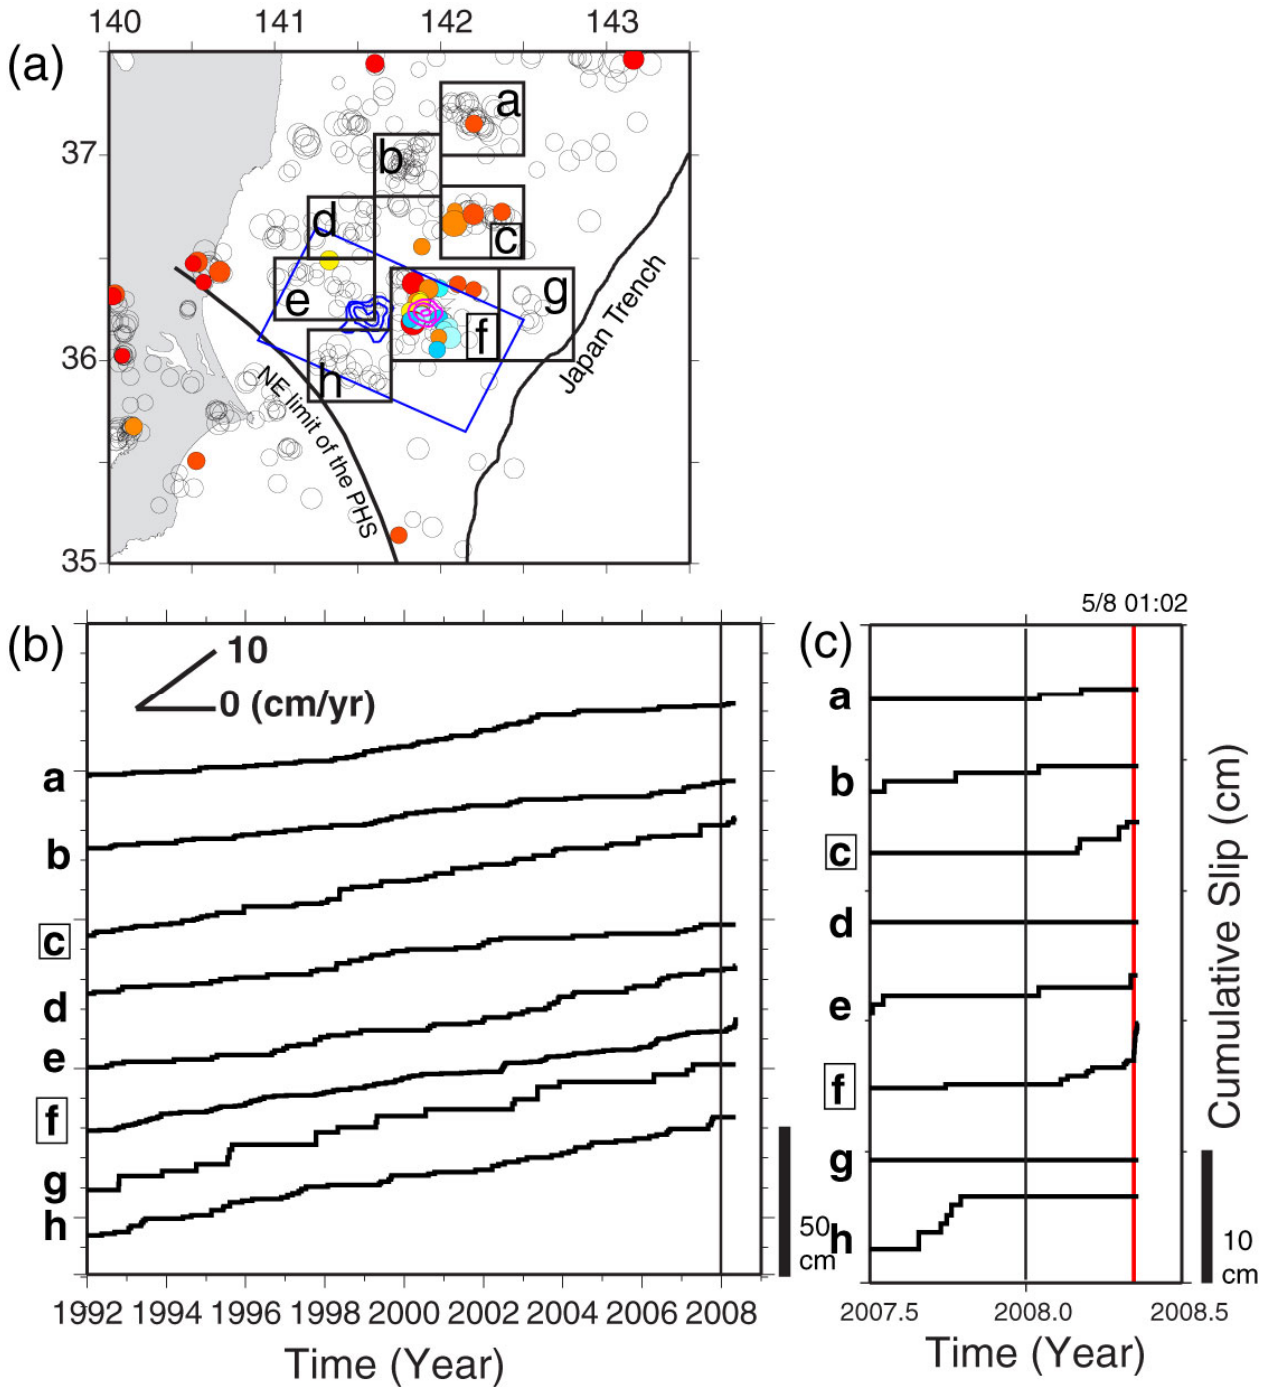 140 141 142 143
(a)
a
37
b
d
c
e
g
f
36
h
Japan Trench
NE limit of the PHS
35
5/8 01:02
(b)
10
0 (cm/yr)
a
b
c
d
e
f
g
h
50
cm
1992 1994 1996 1998 2000 2002 2004 2006 2008
Time (Year)
(c)
a
b
c
d
e
f
g
h
Cumulative Slip (cm)
10
cm
2007.5 2008.0 2008.5
Time (Year)